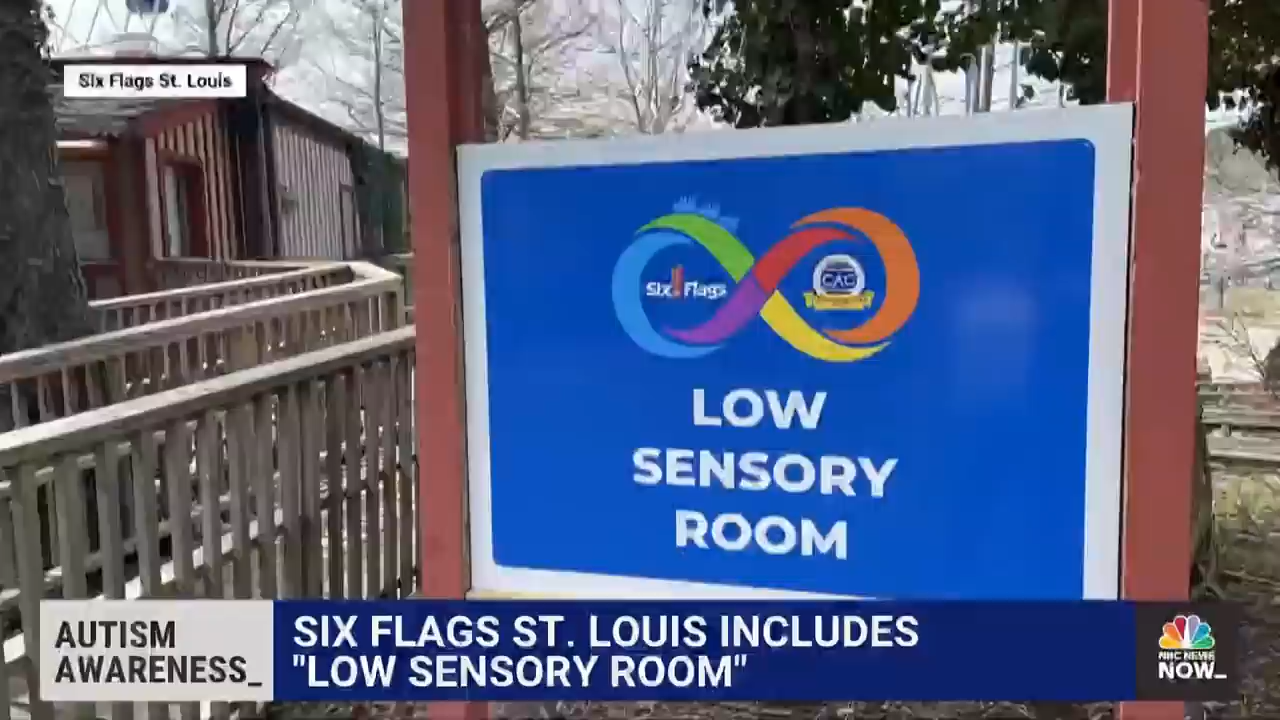 Six Flags St. Louis
Six Flags
CAC
LOW
SENSORY
ROOM
AUTISM
AWARENESS_
SIX FLAGS ST. LOUIS INCLUDES
"LOW SENSORY ROOM"
NBC NEWS
NOW_